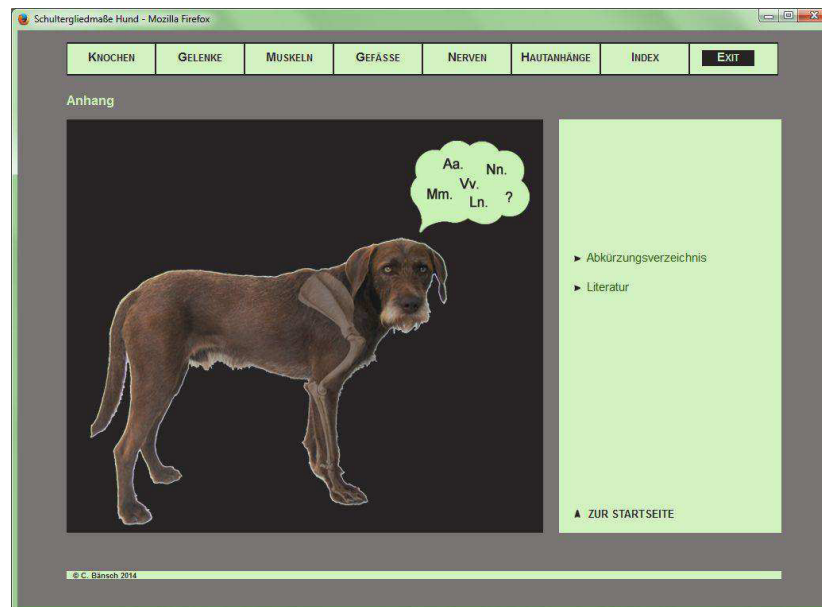 Schultergliedmaße Hund - Mozilla Firefox
KNOCHEN GELENKE MUSKELN GEFÄSSE NERVEN HAUTANHÄNGE INDEX EXIT
Anhang
Aa. Nn.
Vv.
Mm. Ln. ?
► Abkürzungsverzeichnis
► Literatur
▲ ZUR STARTSEITE
© C. Bänsch 2014